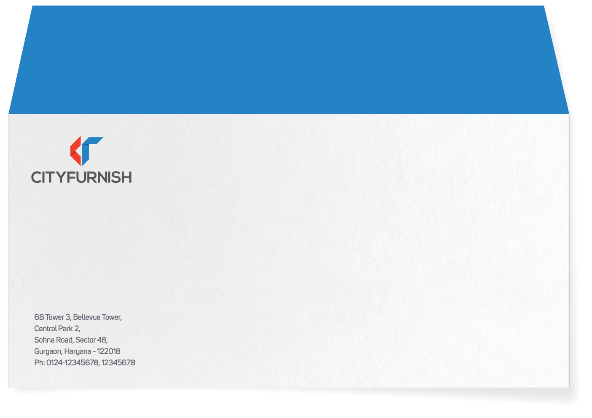 CITYFURNISH
6B Tower 3, Bellevue Tower,
Central Park 2,
Sohna Road, Sector 48,
Gurgaon, Haryana - 122018
Ph: 0124-12345678, 12345678